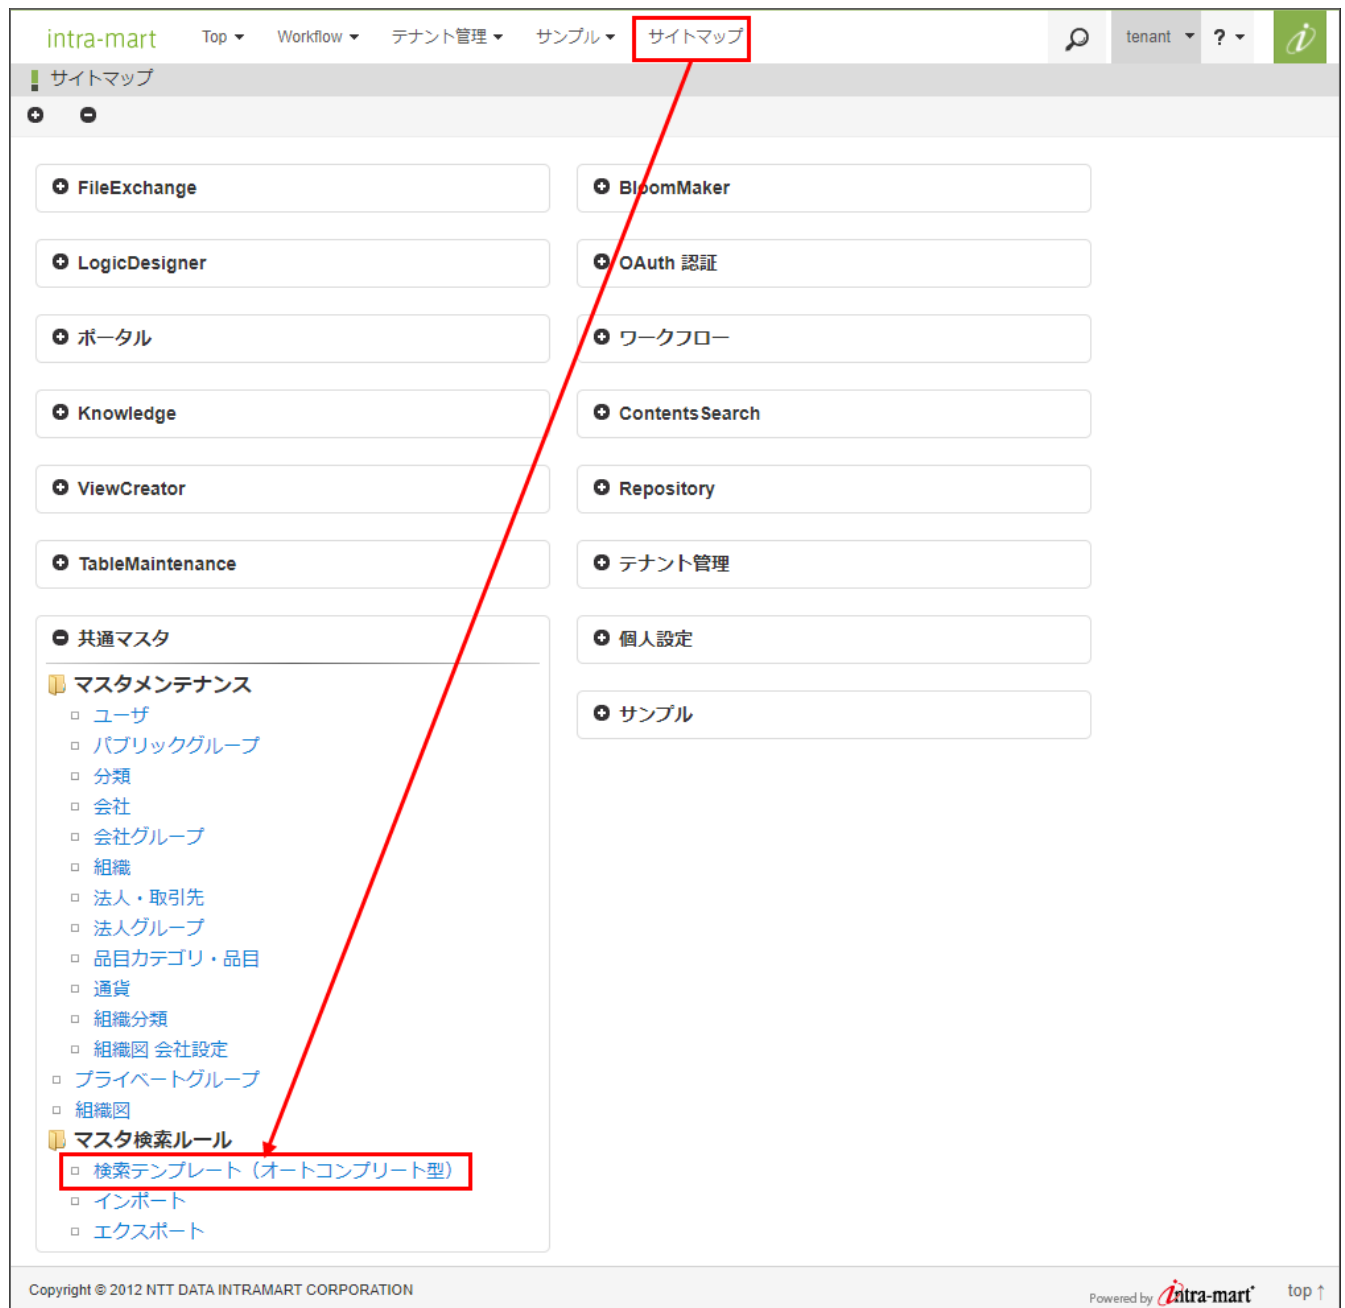 intra-mart Top Workflow テナント管理 サンプル サイトマップ tenant ?
サイトマップ
FileExchange
BloomMaker
LogicDesigner
OAuth 認証
ポータル
ワークフロー
Knowledge
ContentsSearch
ViewCreator
Repository
TableMaintenance
テナント管理
共通マスタ
個人設定
マスタメンテナンス
ユーザ
サンプル
パブリックグループ
分類
会社
会社グループ
組織
法人・取引先
法人グループ
品目カテゴリ・品目
通貨
組織分類
組織図 会社設定
プライベートグループ
組織図
マスタ検索ルール
検索テンプレート（オートコンプリート型）
インポート
エクスポート
Copyright © 2012 NTT DATA INTRAMART CORPORATION Powered by intra-mart top ↑